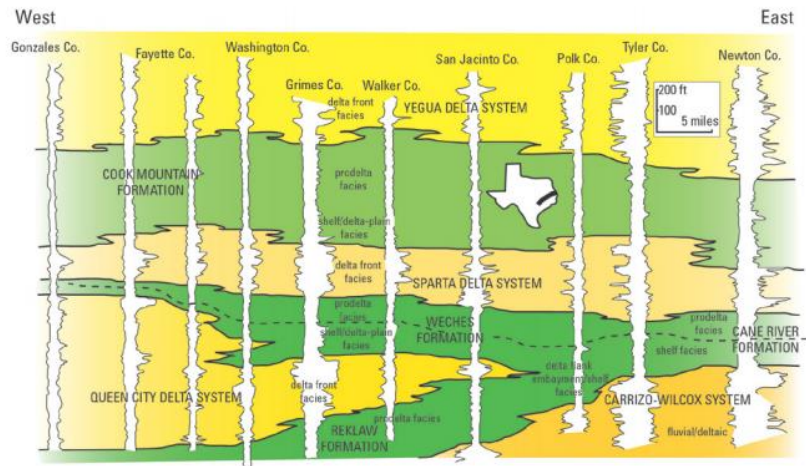 West
East
Gonzales Co.
Fayette Co.
Washington Co.
Grimes Co.
Walker Co.
San Jacinto Co.
Polk Co.
Tyler Co.
Newton Co.
200 ft
100
5 miles
delta front
facies
YEGUA DELTA SYSTEM
COOK MOUNTAIN
FORMATION
prodelta
facies
shelf/delta-plain
facies
delta front
facies
SPARTA DELTA SYSTEM
prodelta
facies
WECHES
FORMATION
shelf/delta-plain
facies
prodelta
facies
CANE RIVER
FORMATION
shelf facies
delta flank
embayment/shelf
facies
QUEEN CITY DELTA SYSTEM
delta front
facies
CARRIZO-WILCOX SYSTEM
prodelta facies
REKLAW
FORMATION
fluvial/deltaic